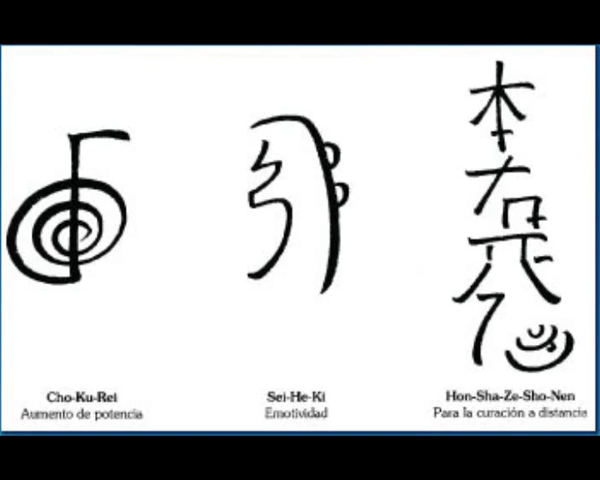 Cho-Ku-Rei
Aumento de potencia
Sei-He-Ki
Emotividad
Hon-Sha-Ze-Sho-Nen
Para la curación a distancia